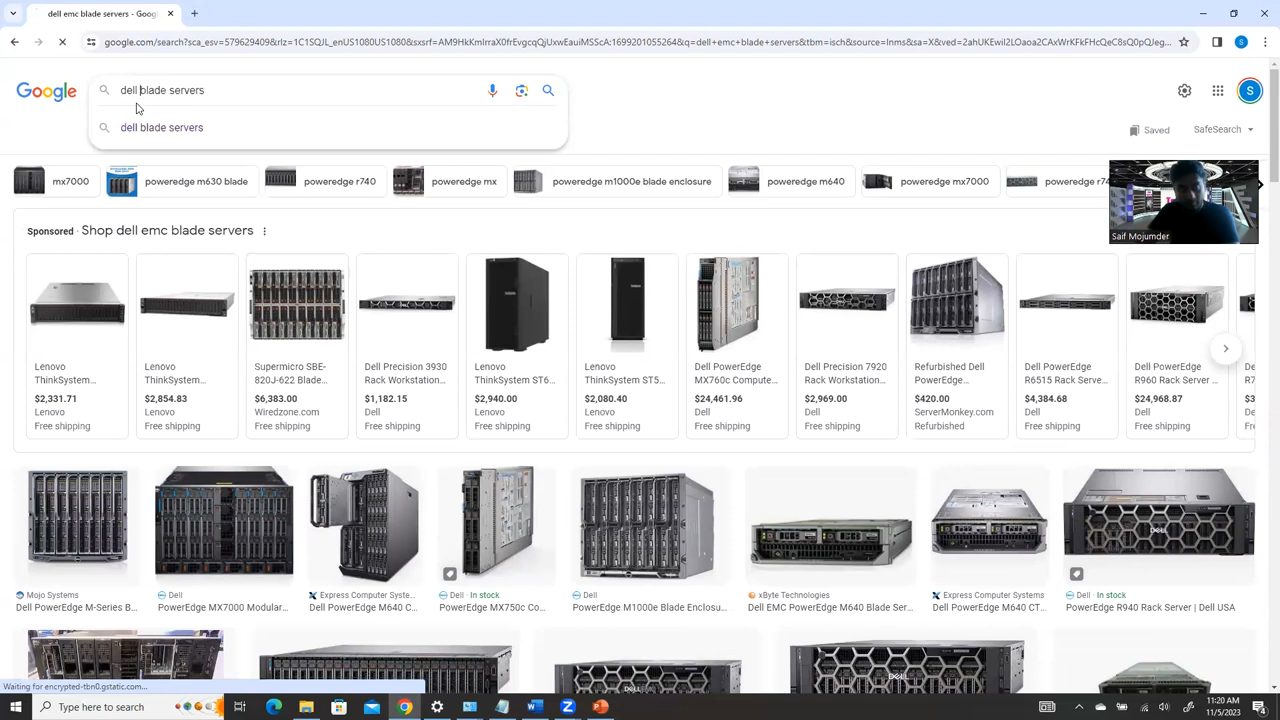 dell emc blade servers - Goog
google.com/search?sca_esv=579629409&rlz=1C1SQJL_enUS1080US1080&sxsrf=AM9HkKmIrraX0frEvgcqQjUxwEauiMSScA:1699201055264&q=dell+emc+blade+servers&tbm=isch&source=lnms&sa=X&ved=2ahUKEwiI2LOaoa2CAxWrKFkFHcQeC8sQ0pQJeg...
S
Google
dell blade servers
S
dell blade servers
Saved
SafeSearch
mx7000
poweredge m630 blade
poweredge r740
poweredge mx
poweredge m1000e blade enclosure
poweredge m640
poweredge mx7000
poweredge r74
Saif Mojumder
Sponsored · Shop dell emc blade servers
Lenovo ThinkSystem...
$2,331.71
Lenovo
Free shipping
Lenovo ThinkSystem...
$2,854.83
Lenovo
Free shipping
Supermicro SBE-820J-622 Blade...
$6,383.00
Wiredzone.com
Free shipping
Dell Precision 3930 Rack Workstation...
$1,182.15
Dell
Free shipping
Lenovo ThinkSystem ST6...
$2,940.00
Lenovo
Free shipping
Lenovo ThinkSystem ST5...
$2,080.40
Lenovo
Free shipping
Dell PowerEdge MX760c Compute...
$24,461.96
Dell
Free shipping
Dell Precision 7920 Rack Workstation...
$2,969.00
Dell
Free shipping
Refurbished Dell PowerEdge...
$420.00
ServerMonkey.com
Refurbished
Dell PowerEdge R6515 Rack Serve...
$4,384.68
Dell
Free shipping
Dell PowerEdge R960 Rack Server ...
$24,968.87
Dell
Free shipping
Mojo Systems
Dell PowerEdge M-Series B...
Dell
PowerEdge MX7000 Modular...
Express Computer Syste...
Dell PowerEdge M640 C...
Dell · In stock
PowerEdge MX750c Co...
Dell
PowerEdge M1000e Blade Enclosu...
xByte Technologies
Dell EMC PowerEdge M640 Blade Ser...
Express Computer Systems
Dell PowerEdge M640 CT...
DELL
Dell · In stock
PowerEdge R940 Rack Server | Dell USA
Waiting for encrypted-tbn0.gstatic.com...
Type here to search
11:20 AM
11/5/2023